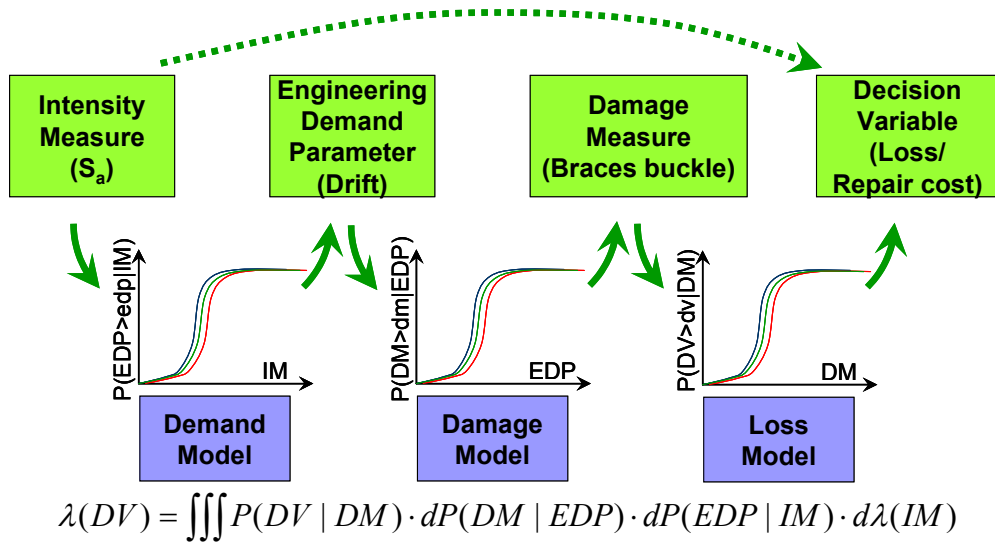 Intensity
Measure
(Sₐ)
Engineering
Demand
Parameter
(Drift)
Damage
Measure
(Braces buckle)
Decision
Variable
(Loss/
Repair cost)
P(EDP>edp|IM)
IM
P(DM>dm|EDP)
EDP
P(DV>dv|DM)
DM
Demand
Model
Damage
Model
Loss
Model
λ(DV) = ∭P(DV | DM)·dP(DM | EDP)·dP(EDP | IM)·dλ(IM)